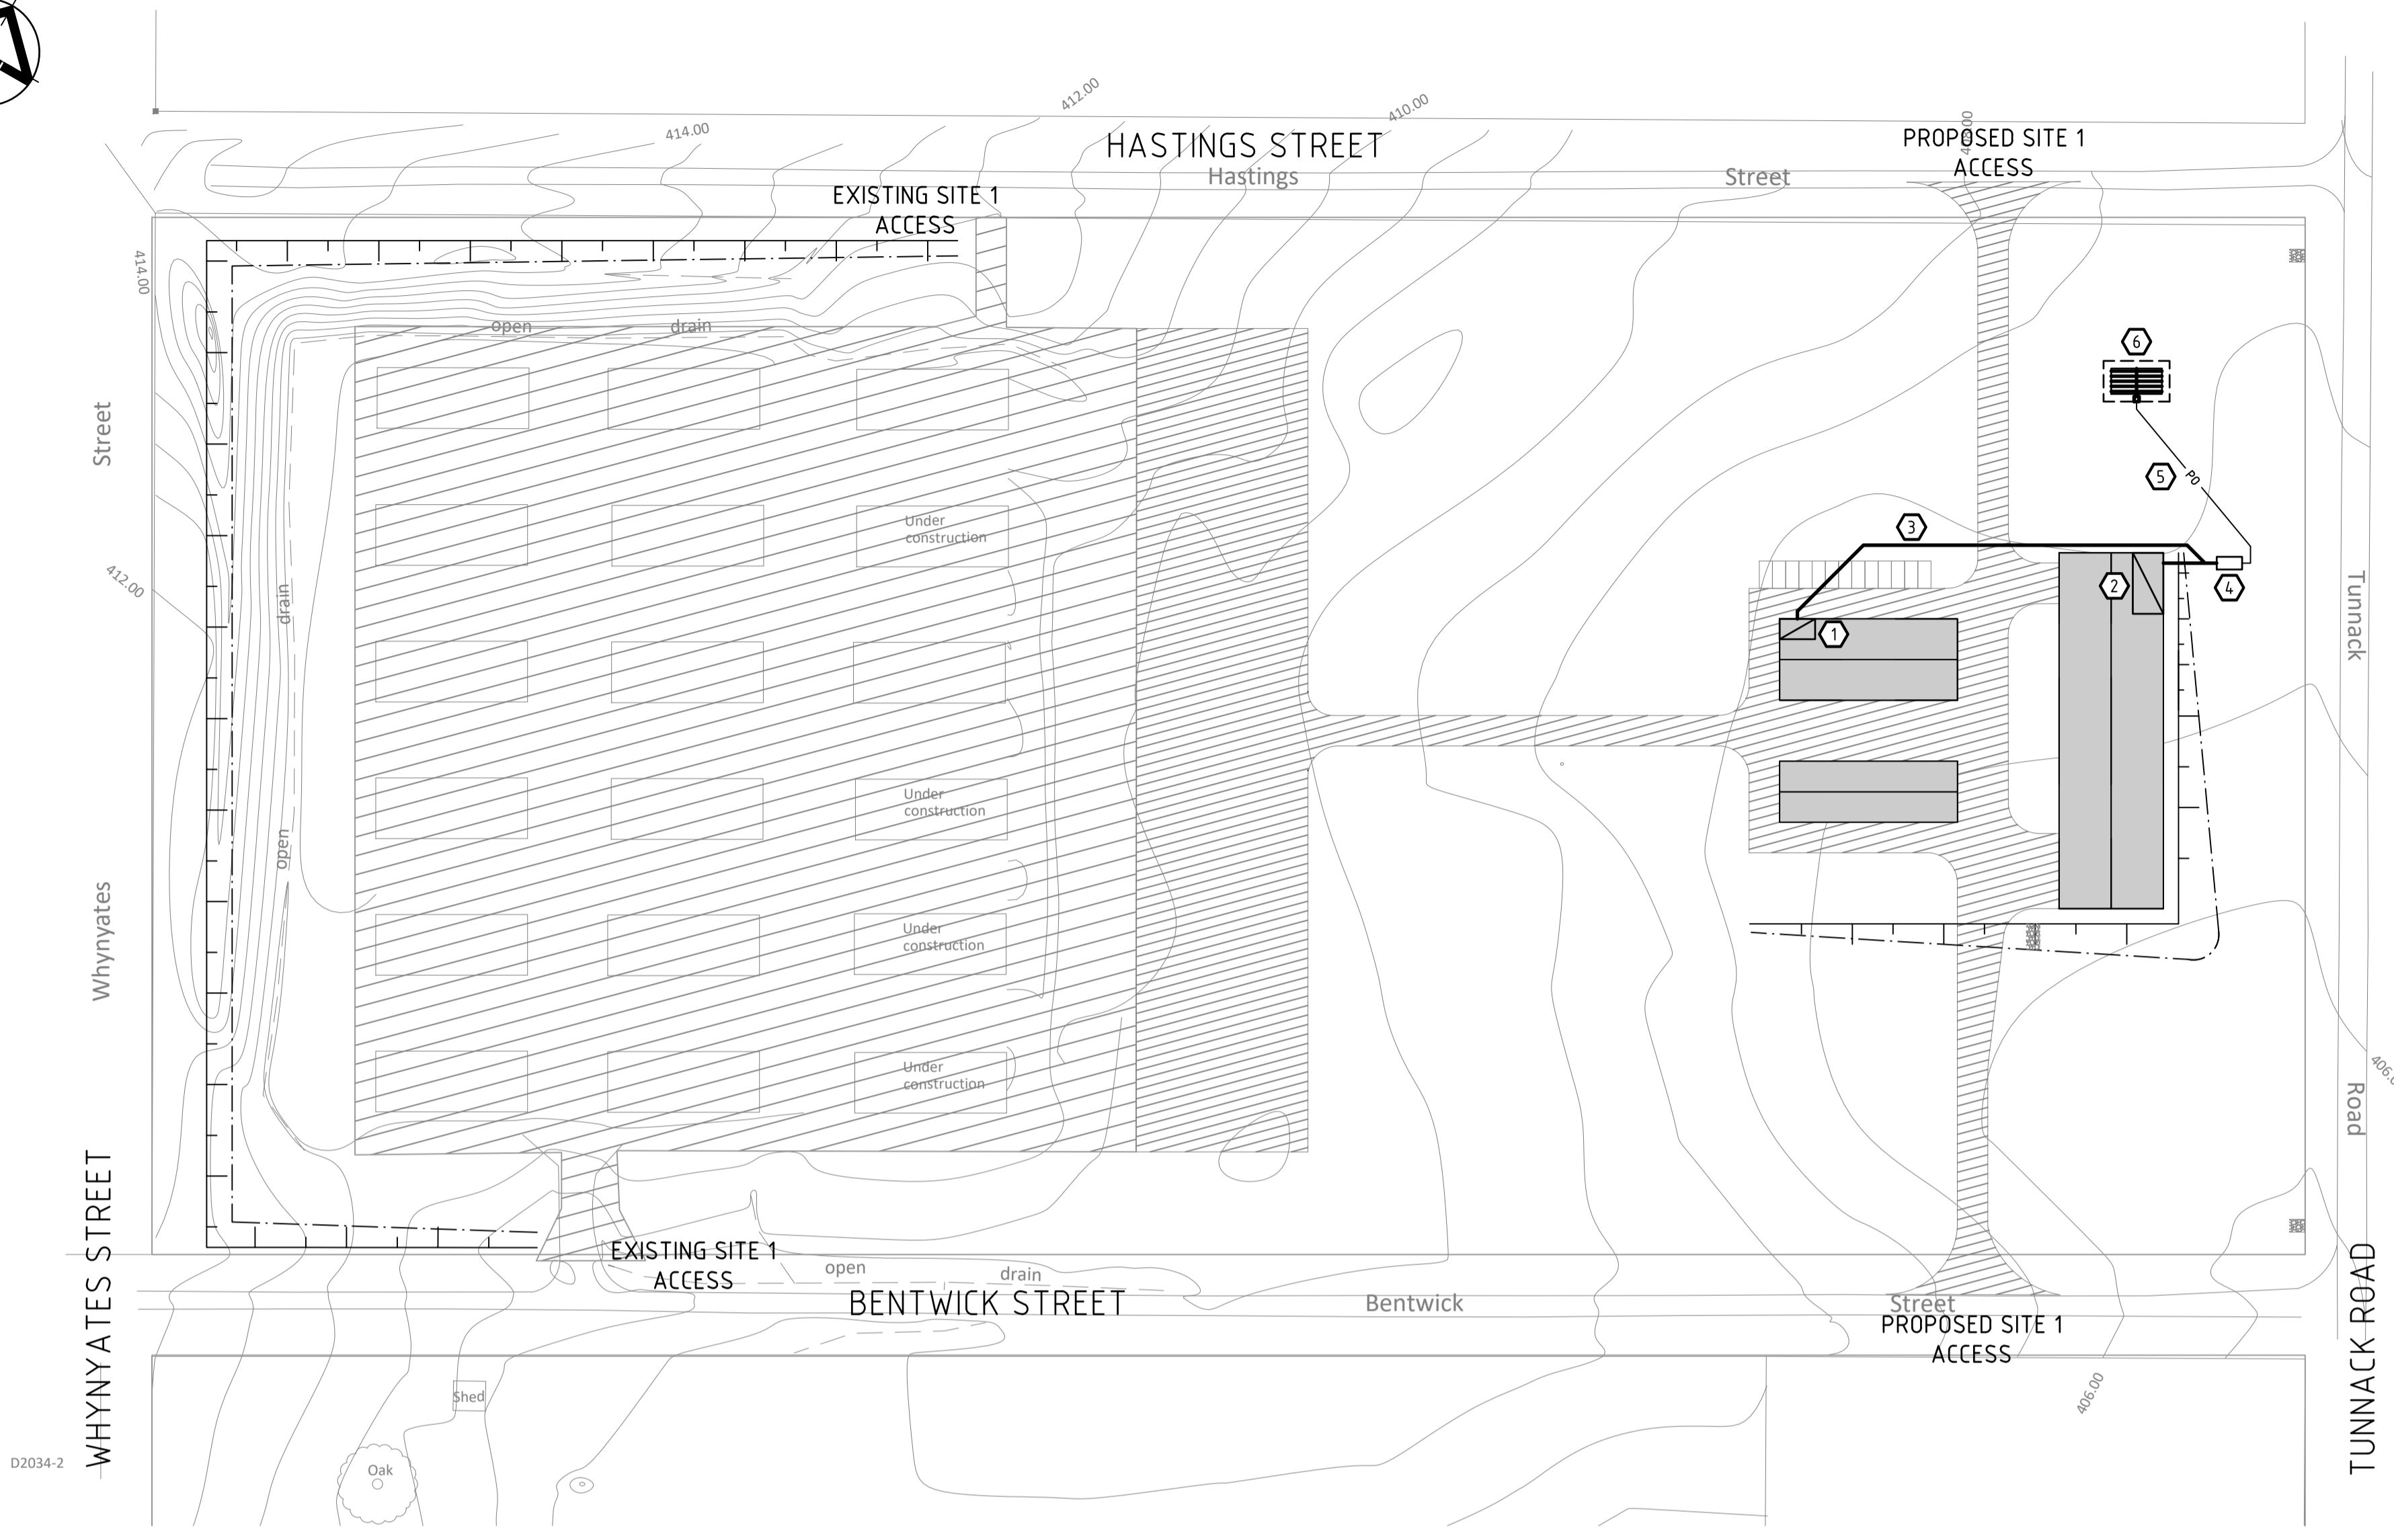 412.00
410.00
414.00
408.00
HASTINGS STREET
PROPOSED SITE 1
ACCESS
Hastings
Street
EXISTING SITE 1
ACCESS
414.00
open
drain
6
Street
5
PO
Under
construction
3
412.00
drain
2
4
Tunnack
1
Under
construction
open
Whynyates
Under
construction
Under
construction
Road
WHYNYATES STREET
EXISTING SITE 1
ACCESS
open
drain
BENTWICK STREET
Bentwick
Street
PROPOSED SITE 1
ACCESS
TUNNACK ROAD
406.00
Shed
Oak
D2034-2